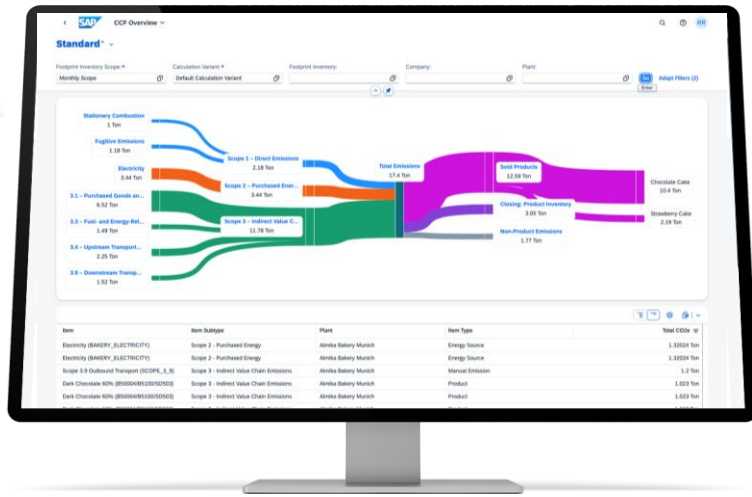 SAP
CCF Overview
RR
Standard*
Footprint Inventory Scope: *
Calculation Variant: *
Footprint Inventory:
Company:
Plant:
Monthly Scope
Default Calculation Variant
Go
Adapt Filters (2)
Enter
Stationary Combustion
1 Ton
Fugitive Emissions
1.18 Ton
Electricity
3.44 Ton
3.1 – Purchased Goods an...
6.52 Ton
3.3 – Fuel- and Energy-Rel...
1.49 Ton
3.4 – Upstream Transport...
2.25 Ton
3.9 – Downstream Transp...
1.52 Ton
Scope 1 – Direct Emissions
2.18 Ton
Scope 2 – Purchased Ener...
3.44 Ton
Scope 3 – Indirect Value C...
11.78 Ton
Total Emissions
17.4 Ton
Sold Products
12.59 Ton
Closing: Product Inventory
3.05 Ton
Non-Product Emissions
1.77 Ton
Chocolate Cake
10.4 Ton
Strawberry Cake
2.19 Ton
Item Item Subtype Plant Item Type Total CO2e
Electricity (BAKERY_ELECTRICITY) Scope 2 - Purchased Energy Almika Bakery Munich Energy Source 1.32024 Ton
Electricity (BAKERY_ELECTRICITY) Scope 2 - Purchased Energy Almika Bakery Munich Energy Source 1.32024 Ton
Scope 3.9 Outbound Transport (SCOPE_3_9) Scope 3 - Indirect Value Chain Emissions Almika Bakery Munich Manual Emission 1.2 Ton
Dark Chocolate 60% (BS0004/BS100/SDS03) Scope 3 - Indirect Value Chain Emissions Almika Bakery Munich Product 1.023 Ton
Dark Chocolate 60% (BS0004/BS100/SDS03) Scope 3 - Indirect Value Chain Emissions Almika Bakery Munich Product 1.023 Ton